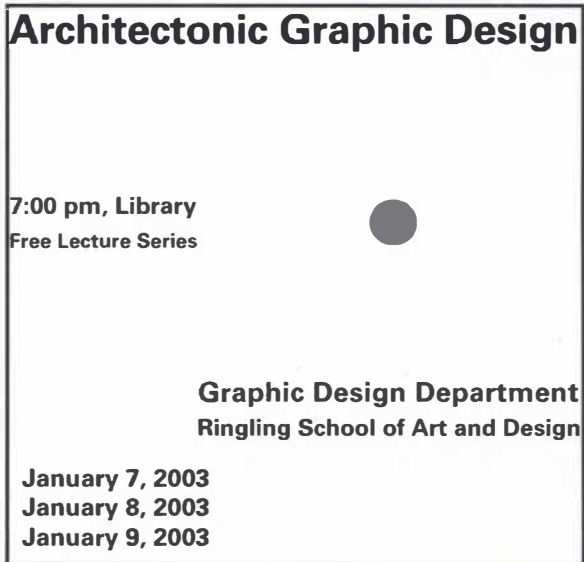 Architectonic Graphic Design
7:00 pm, Library
Free Lecture Series
Graphic Design Department
Ringling School of Art and Design
January 7, 2003
January 8, 2003
January 9, 2003